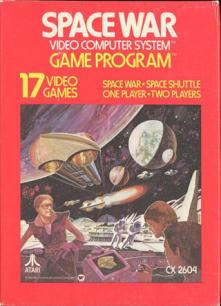 SPACE WAR
VIDEO COMPUTER SYSTEM™
GAME PROGRAM™
17 VIDEO GAMES
SPACE WAR • SPACE SHUTTLE
ONE PLAYER • TWO PLAYERS
ATARI
CX 2604